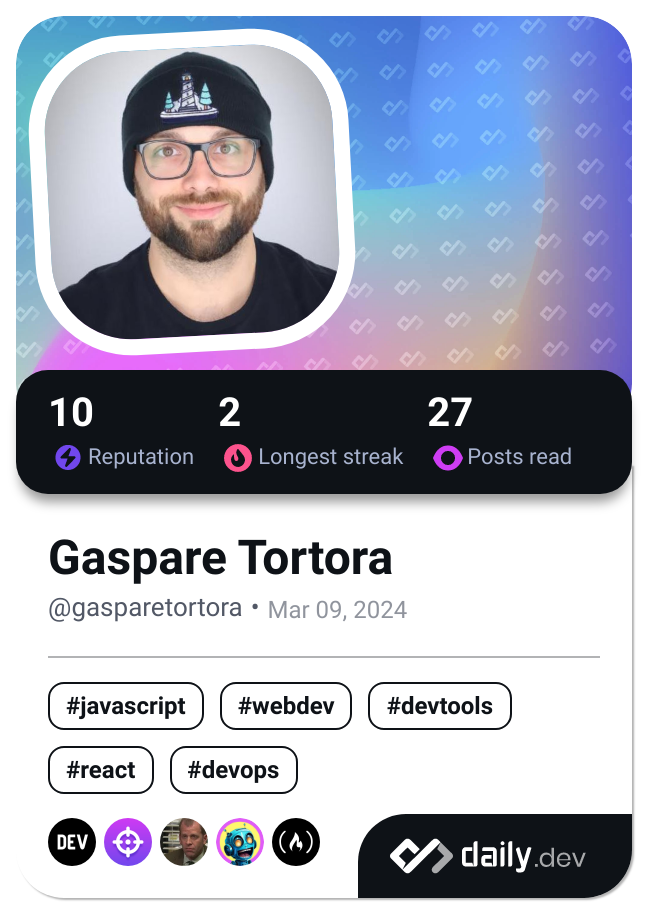 10 2 27
Reputation Longest streak Posts read
Gaspare Tortora
@gasparetortora • Mar 09, 2024
#javascript #webdev #devtools
#react #devops
DEV
daily.dev